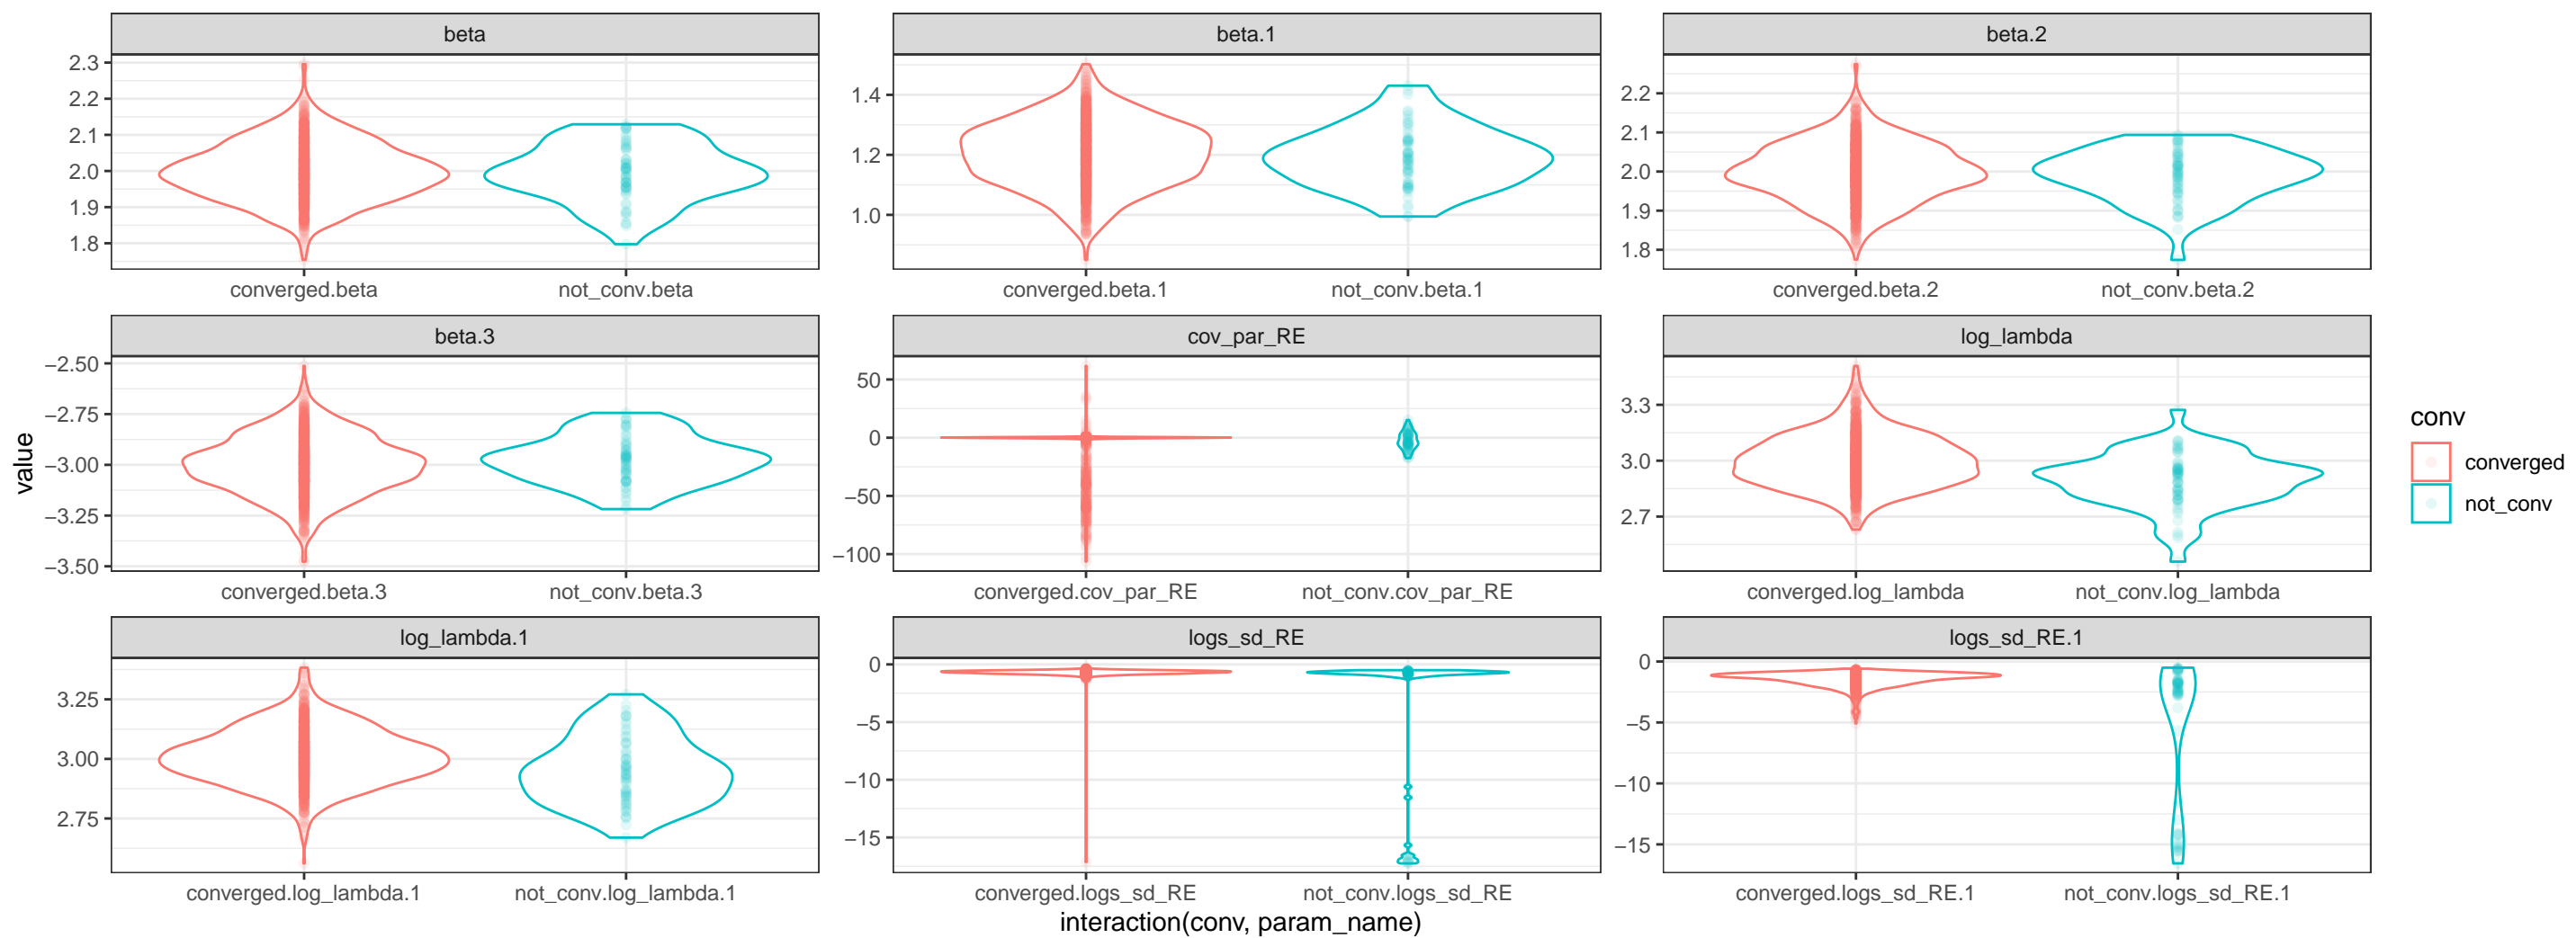 beta
beta.1
beta.2
2.3
2.2
2.1
2.0
1.9
1.8
1.4
1.2
1.0
2.2
2.1
2.0
1.9
1.8
converged.beta
not_conv.beta
converged.beta.1
not_conv.beta.1
converged.beta.2
not_conv.beta.2
beta.3
cov_par_RE
log_lambda
−2.50
−2.75
−3.00
−3.25
−3.50
50
0
−50
−100
3.3
3.0
2.7
converged.beta.3
not_conv.beta.3
converged.cov_par_RE
not_conv.cov_par_RE
converged.log_lambda
not_conv.log_lambda
log_lambda.1
logs_sd_RE
logs_sd_RE.1
3.25
3.00
2.75
0
−5
−10
−15
0
−5
−10
−15
converged.log_lambda.1
not_conv.log_lambda.1
converged.logs_sd_RE
not_conv.logs_sd_RE
converged.logs_sd_RE.1
not_conv.logs_sd_RE.1
value
interaction(conv, param_name)
conv
converged
not_conv